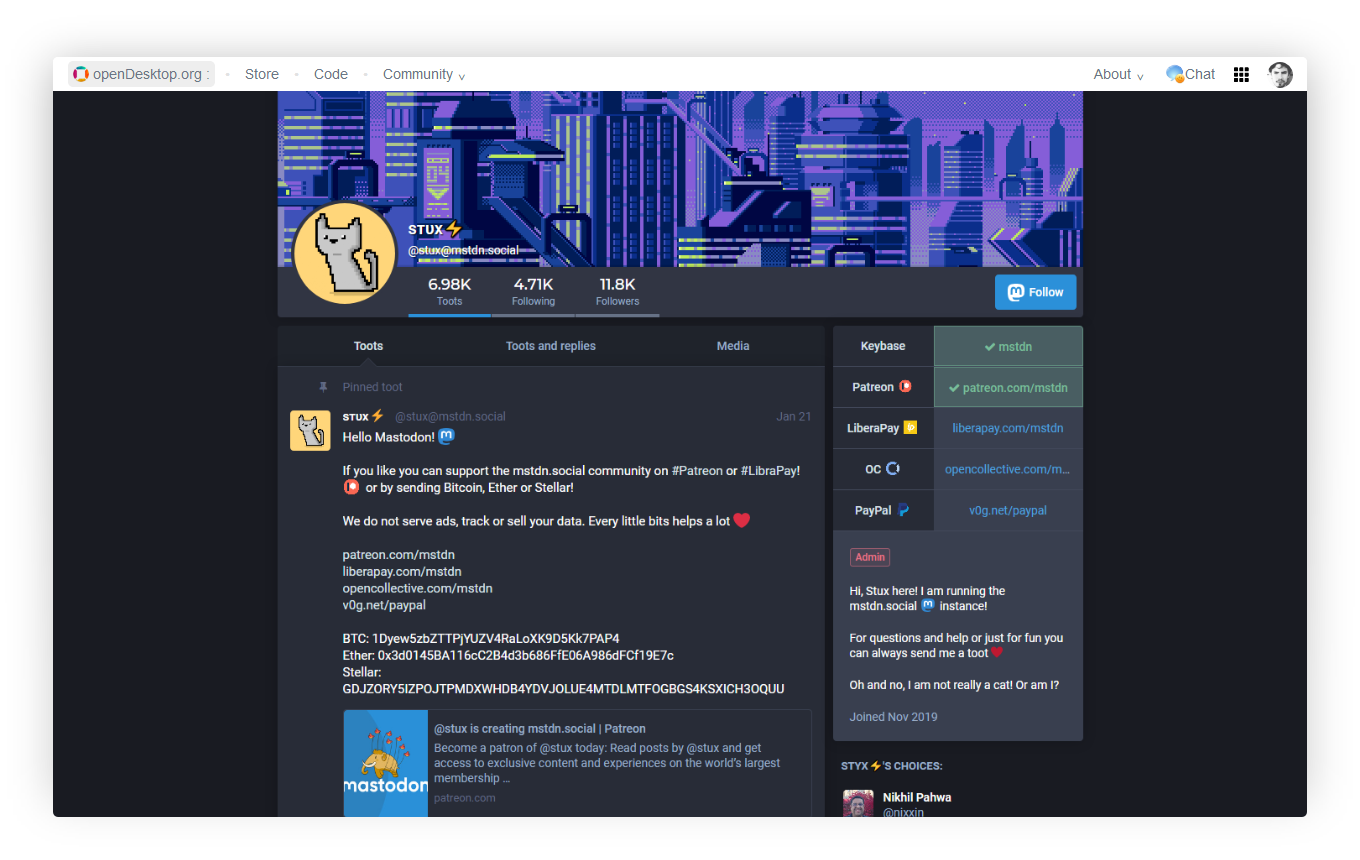 openDesktop.org :
Store
Code
Community
About
Chat
09
STUX⚡
@stux@mstdn.social
6.98K
Toots
4.71K
Following
11.8K
Followers
Follow
Toots
Toots and replies
Media
Pinned toot
STUX⚡ @stux@mstdn.social Jan 21
Hello Mastodon!
If you like you can support the mstdn.social community on #Patreon or #LibraPay!
or by sending Bitcoin, Ether or Stellar!
We do not serve ads, track or sell your data. Every little bits helps a lot ❤
patreon.com/mstdn
liberapay.com/mstdn
opencollective.com/mstdn
v0g.net/paypal
BTC: 1Dyew5zbZTTPjYUZV4RaLoXK9D5Kk7PAP4
Ether: 0x3d0145BA116cC2B4d3b686FfE06A986dFCf19E7c
Stellar:
GDJZORY5IZPOJTPMDXWHDB4YDVJOLUE4MTDLMTFOGBGS4KSXICH3OQUU
mastodon
@stux is creating mstdn.social | Patreon
Become a patron of @stux today: Read posts by @stux and get
access to exclusive content and experiences on the world's largest
membership ...
patreon.com
Keybase ✔ mstdn
Patreon ✔ patreon.com/mstdn
LiberaPay liberapay.com/mstdn
OC opencollective.com/m...
PayPal v0g.net/paypal
Admin
Hi, Stux here! I am running the
mstdn.social instance!
For questions and help or just for fun you
can always send me a toot ❤
Oh and no, I am not really a cat! Or am I?
Joined Nov 2019
STYX⚡'S CHOICES:
Nikhil Pahwa
@nixxin